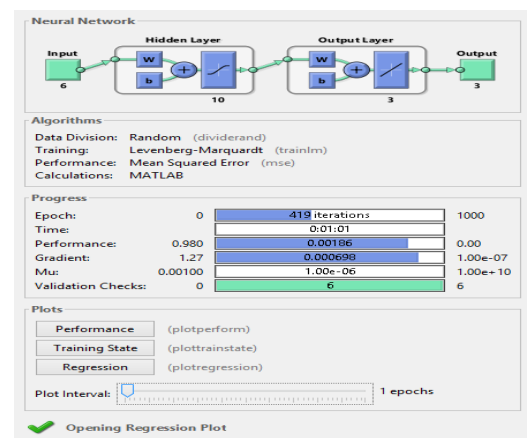 Neural Network
Hidden Layer
Output Layer
Input
Output
W
W
b
b
6
3
10
3
Algorithms
Data Division: Random (dividerand)
Training: Levenberg-Marquardt (trainlm)
Performance: Mean Squared Error (mse)
Calculations: MATLAB
Progress
Epoch: 0 419 iterations 1000
Time: 0:01:01
Performance: 0.980 0.00186 0.00
Gradient: 1.27 0.000698 1.00e-07
Mu: 0.00100 1.00e-06 1.00e+10
Validation Checks: 0 6 6
Plots
Performance (plotperform)
Training State (plottrainstate)
Regression (plotregression)
Plot Interval: 1 epochs
Opening Regression Plot